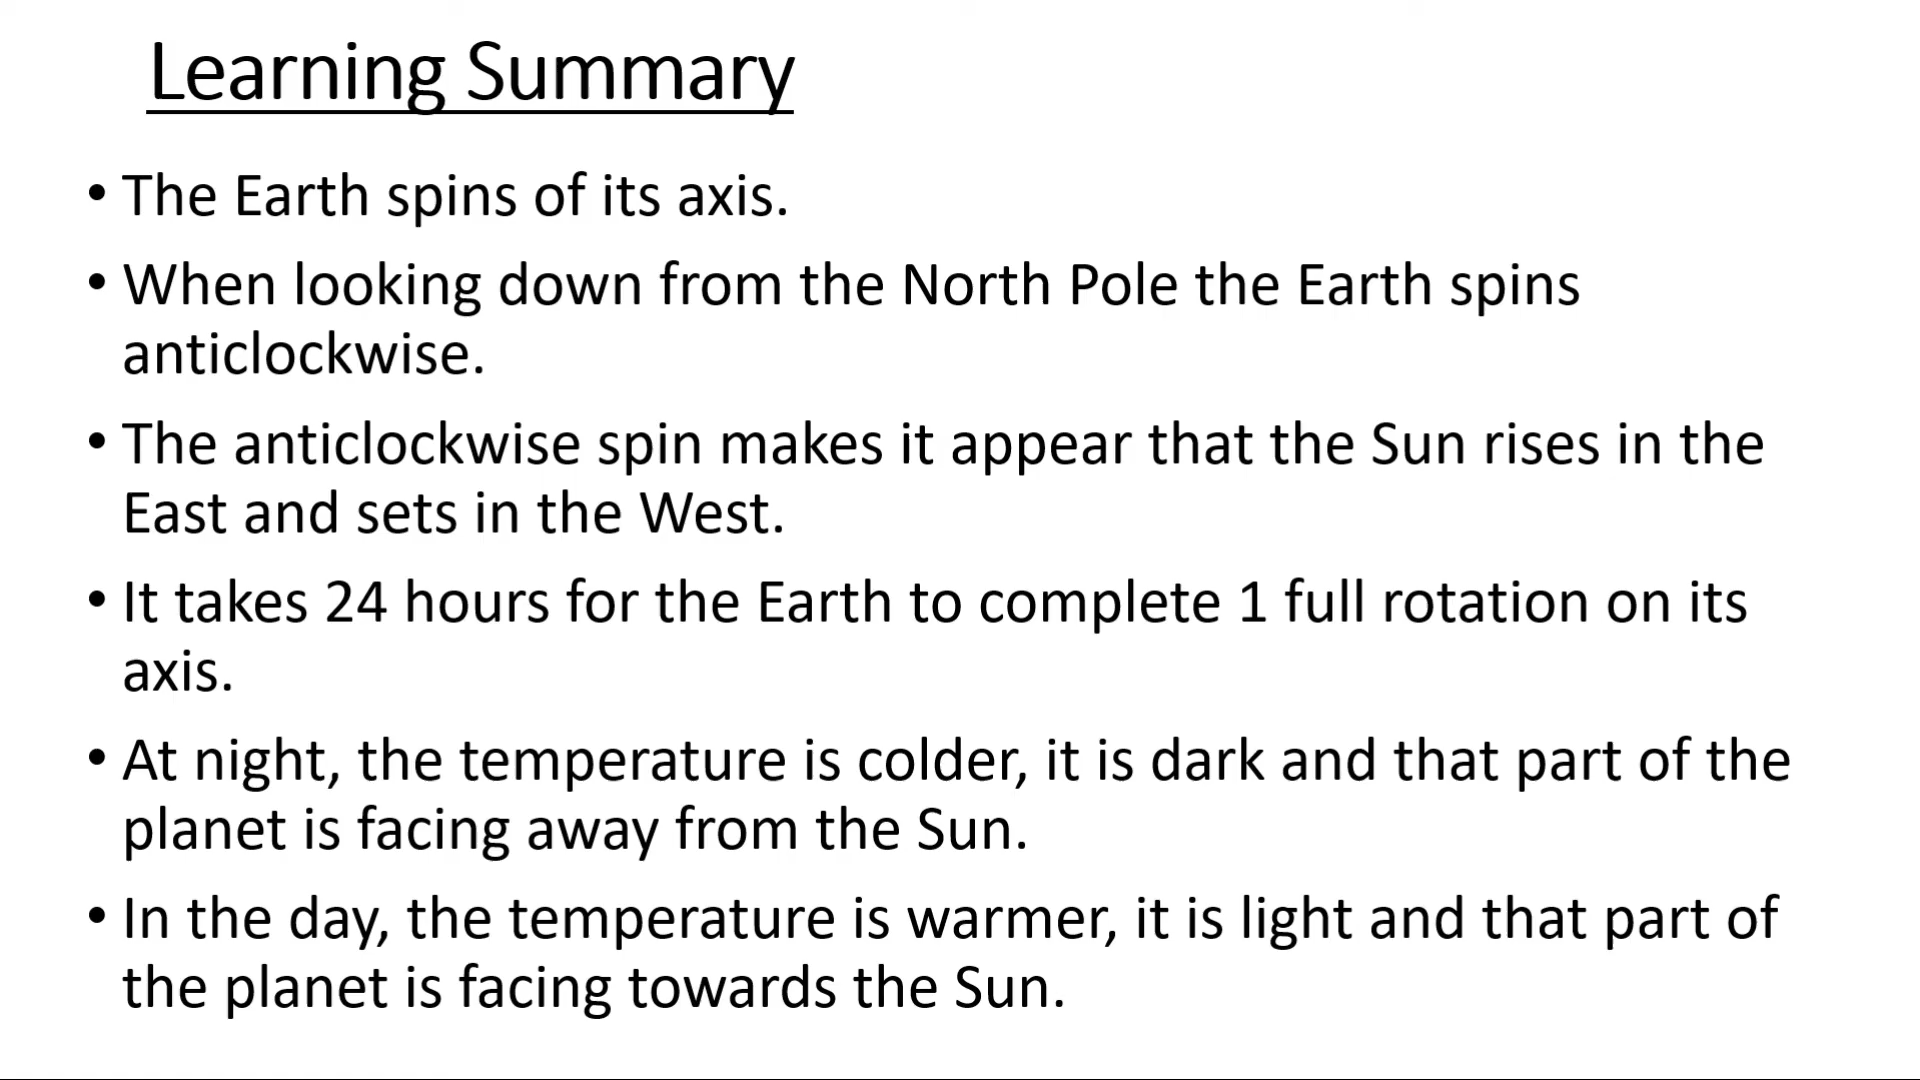 Learning Summary
• The Earth spins of its axis.
• When looking down from the North Pole the Earth spins
anticlockwise.
• The anticlockwise spin makes it appear that the Sun rises in the
East and sets in the West.
• It takes 24 hours for the Earth to complete 1 full rotation on its
axis.
• At night, the temperature is colder, it is dark and that part of the
planet is facing away from the Sun.
• In the day, the temperature is warmer, it is light and that part of
the planet is facing towards the Sun.